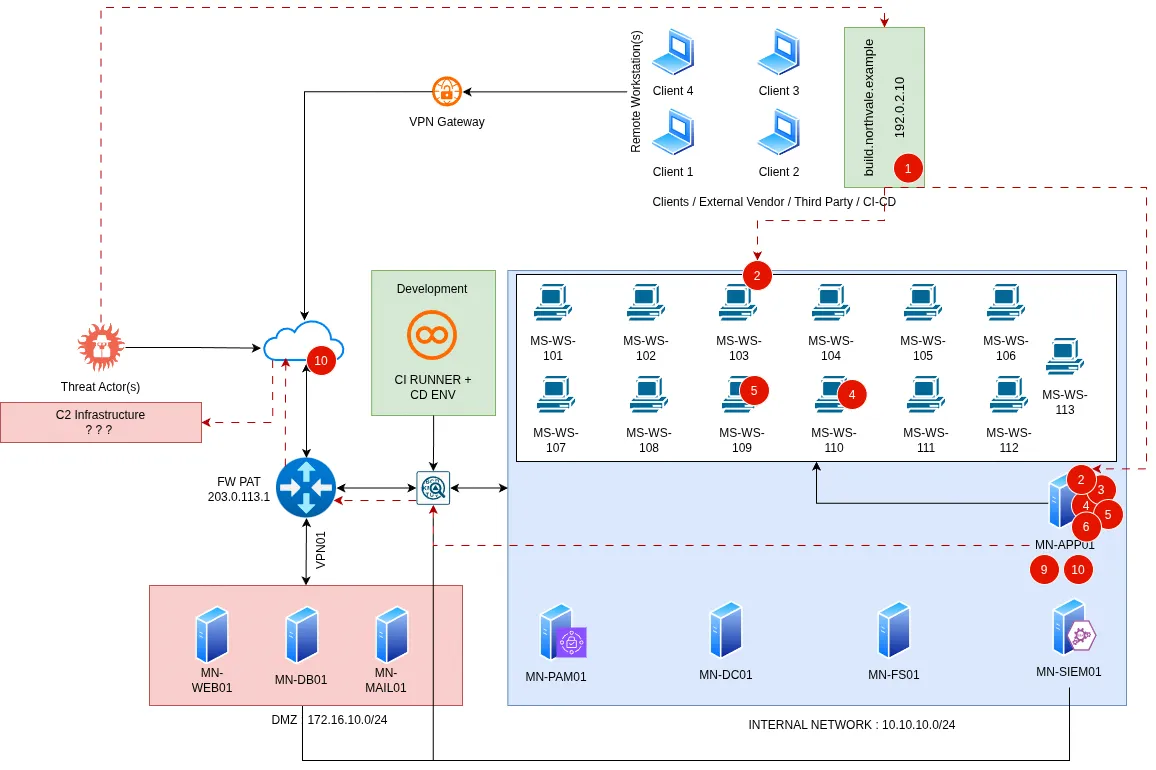 Remote Workstation(s)
Client 4
Client 3
Client 1
Client 2
build.northvale.example
192.0.2.10
1
VPN Gateway
Clients / External Vendor / Third Party / CI-CD
Development
CI RUNNER +
CD ENV
2
MS-WS-
101
MS-WS-
102
MS-WS-
103
MS-WS-
104
MS-WS-
105
MS-WS-
106
MS-WS-
113
5
4
MS-WS-
107
MS-WS-
108
MS-WS-
109
MS-WS-
110
MS-WS-
111
MS-WS-
112
10
Threat Actor(s)
C2 Infrastructure
? ? ?
FW PAT
203.0.113.1
VPN01
2
3
4
5
6
MN-APP01
9
10
MN-
WEB01
MN-DB01
MN-
MAIL01
DMZ : 172.16.10.0/24
MN-PAM01
MN-DC01
MN-FS01
MN-SIEM01
INTERNAL NETWORK : 10.10.10.0/24